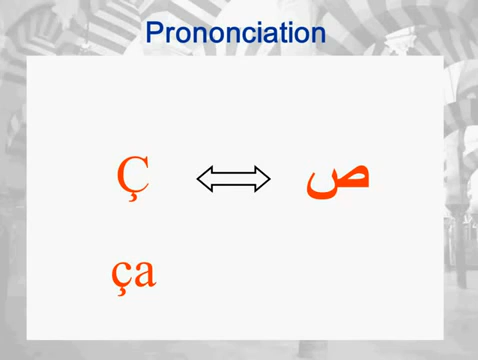 Prononciation
Ç ص
ça